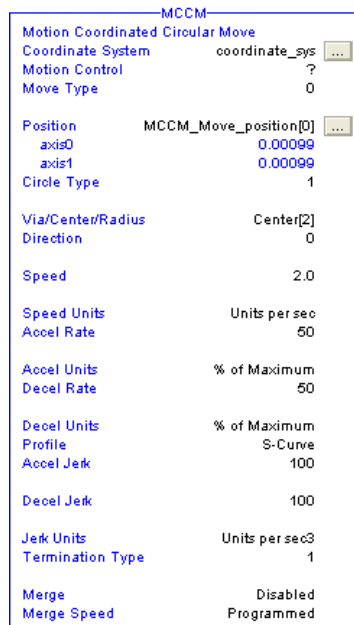 MCCM
Motion Coordinated Circular Move
Coordinate System coordinate_sys ...
Motion Control ?
Move Type 0
Position MCCM_Move_position[0] ...
axis0 0.00099
axis1 0.00099
Circle Type 1
Via/Center/Radius Center[2]
Direction 0
Speed 2.0
Speed Units Units per sec
Accel Rate 50
Accel Units % of Maximum
Decel Rate 50
Decel Units % of Maximum
Profile S-Curve
Accel Jerk 100
Decel Jerk 100
Jerk Units Units per sec3
Termination Type 1
Merge Disabled
Merge Speed Programmed